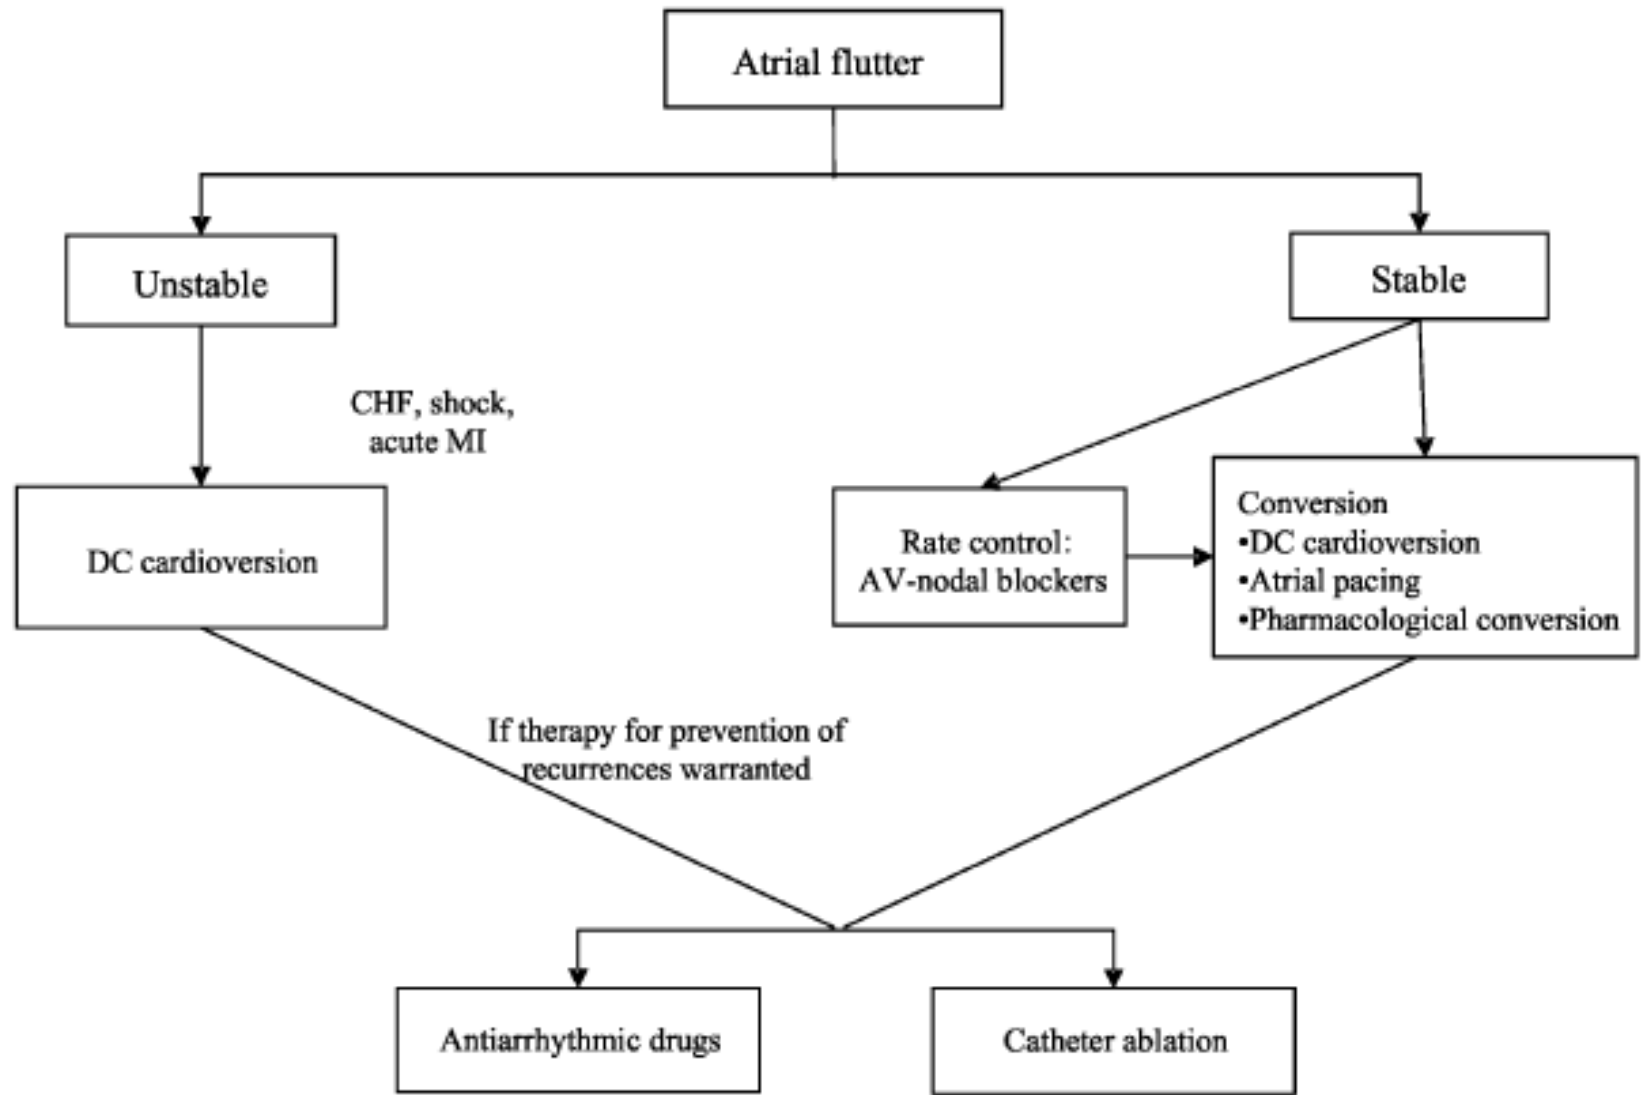 Atrial flutter
Unstable
Stable
CHF, shock,
acute MI
DC cardioversion
Rate control:
AV-nodal blockers
Conversion
•DC cardioversion
•Atrial pacing
•Pharmacological conversion
If therapy for prevention of
recurrences warranted
Antiarrhythmic drugs
Catheter ablation